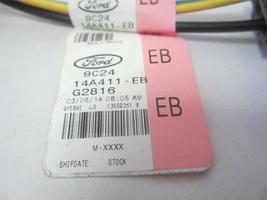 Ford
9C24
14A411-EB
EB
Ford
9C24
14A411-EB
G2816
EB
03/06/14 08:05 AM
M-XXXX
SHIPDATE: STOCK